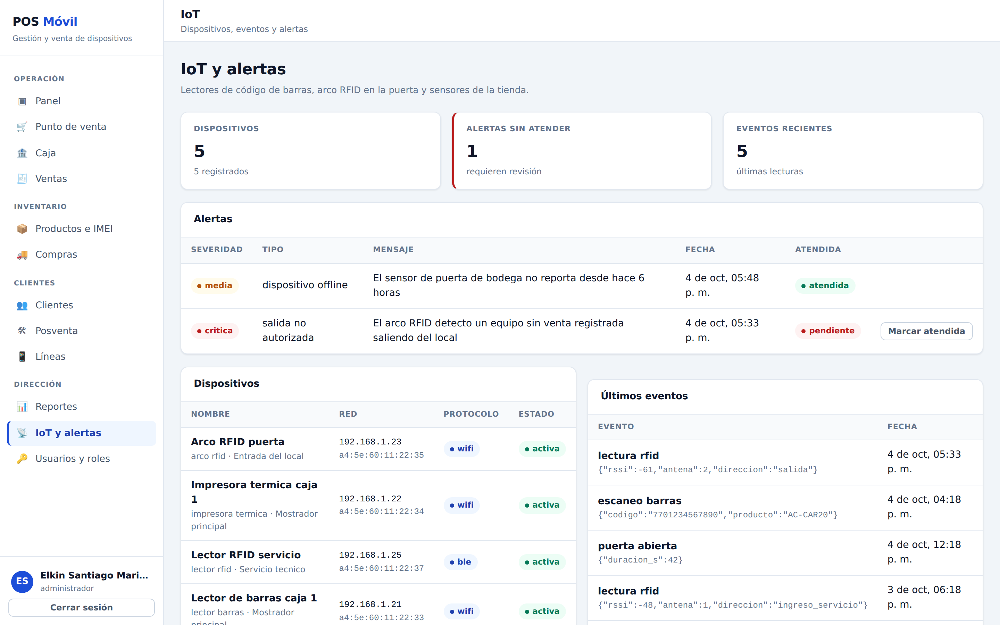 POS Móvil
Gestión y venta de dispositivos
OPERACIÓN
Panel
Punto de venta
Caja
Ventas
INVENTARIO
Productos e IMEI
Compras
CLIENTES
Clientes
Posventa
Líneas
DIRECCIÓN
Reportes
IoT y alertas
Usuarios y roles
ES
Elkin Santiago Mari...
administrador
Cerrar sesión
IoT
Dispositivos, eventos y alertas
IoT y alertas
Lectores de código de barras, arco RFID en la puerta y sensores de la tienda.
DISPOSITIVOS
5
5 registrados
ALERTAS SIN ATENDER
1
requieren revisión
EVENTOS RECIENTES
5
últimas lecturas
Alertas
SEVERIDAD TIPO MENSAJE FECHA ATENDIDA
media
dispositivo offline
El sensor de puerta de bodega no reporta desde hace 6
horas
4 de oct, 05:48
p. m.
atendida
critica
salida no
autorizada
El arco RFID detecto un equipo sin venta registrada
saliendo del local
4 de oct, 05:33
p. m.
pendiente
Marcar atendida
Dispositivos
NOMBRE RED PROTOCOLO ESTADO
Arco RFID puerta
arco rfid · Entrada del local
192.168.1.23
a4:5e:60:11:22:35
wifi
activa
Impresora termica caja
1
impresora termica · Mostrador
principal
192.168.1.22
a4:5e:60:11:22:34
wifi
activa
Lector RFID servicio
lector rfid · Servicio tecnico
192.168.1.25
a4:5e:60:11:22:37
ble
activa
Lector de barras caja 1
lector barras · Mostrador
principal
192.168.1.21
a4:5e:60:11:22:33
wifi
activa
Últimos eventos
EVENTO FECHA
lectura rfid
{"rssi":-61,"antena":2,"direccion":"salida"}
4 de oct, 05:33
p. m.
escaneo barras
{"codigo":"7701234567890","producto":"AC-CAR20"}
4 de oct, 04:18
p. m.
puerta abierta
{"duracion_s":42}
4 de oct, 12:18
p. m.
lectura rfid
{"rssi":-48,"antena":1,"direccion":"ingreso_servicio"}
3 de oct, 06:18
p. m.